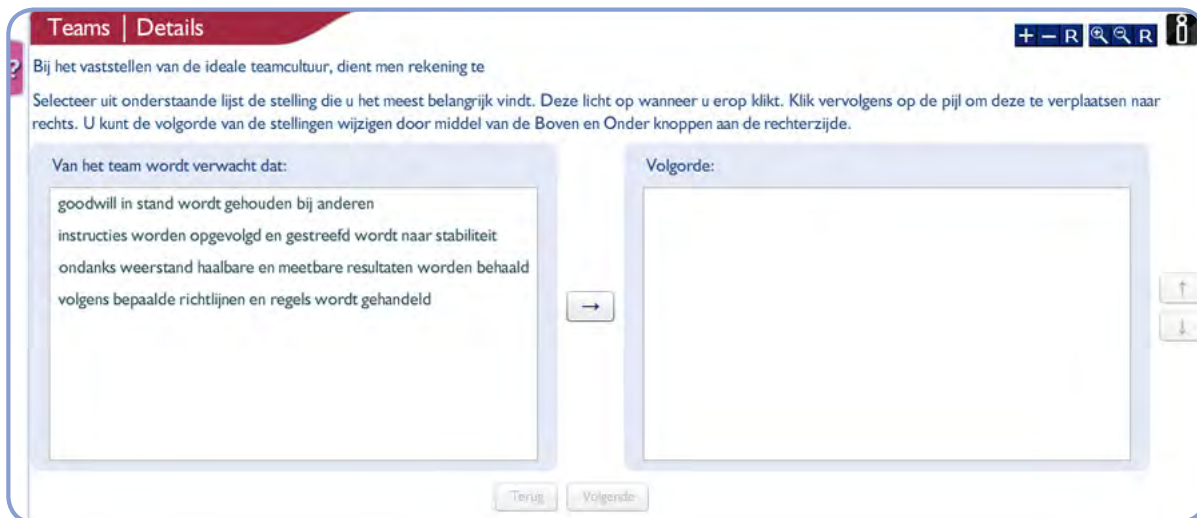 Teams | Details
+ – R R
?
Bij het vaststellen van de ideale teamcultuur, dient men rekening te
Selecteer uit onderstaande lijst de stelling die u het meest belangrijk vindt. Deze licht op wanneer u erop klikt. Klik vervolgens op de pijl om deze te verplaatsen naar
rechts. U kunt de volgorde van de stellingen wijzigen door middel van de Boven en Onder knoppen aan de rechterzijde.
Van het team wordt verwacht dat:
goodwill in stand wordt gehouden bij anderen
instructies worden opgevolgd en gestreefd wordt naar stabiliteit
ondanks weerstand haalbare en meetbare resultaten worden behaald
volgens bepaalde richtlijnen en regels wordt gehandeld
→
Volgorde:
↑
↓
Terug Volgende